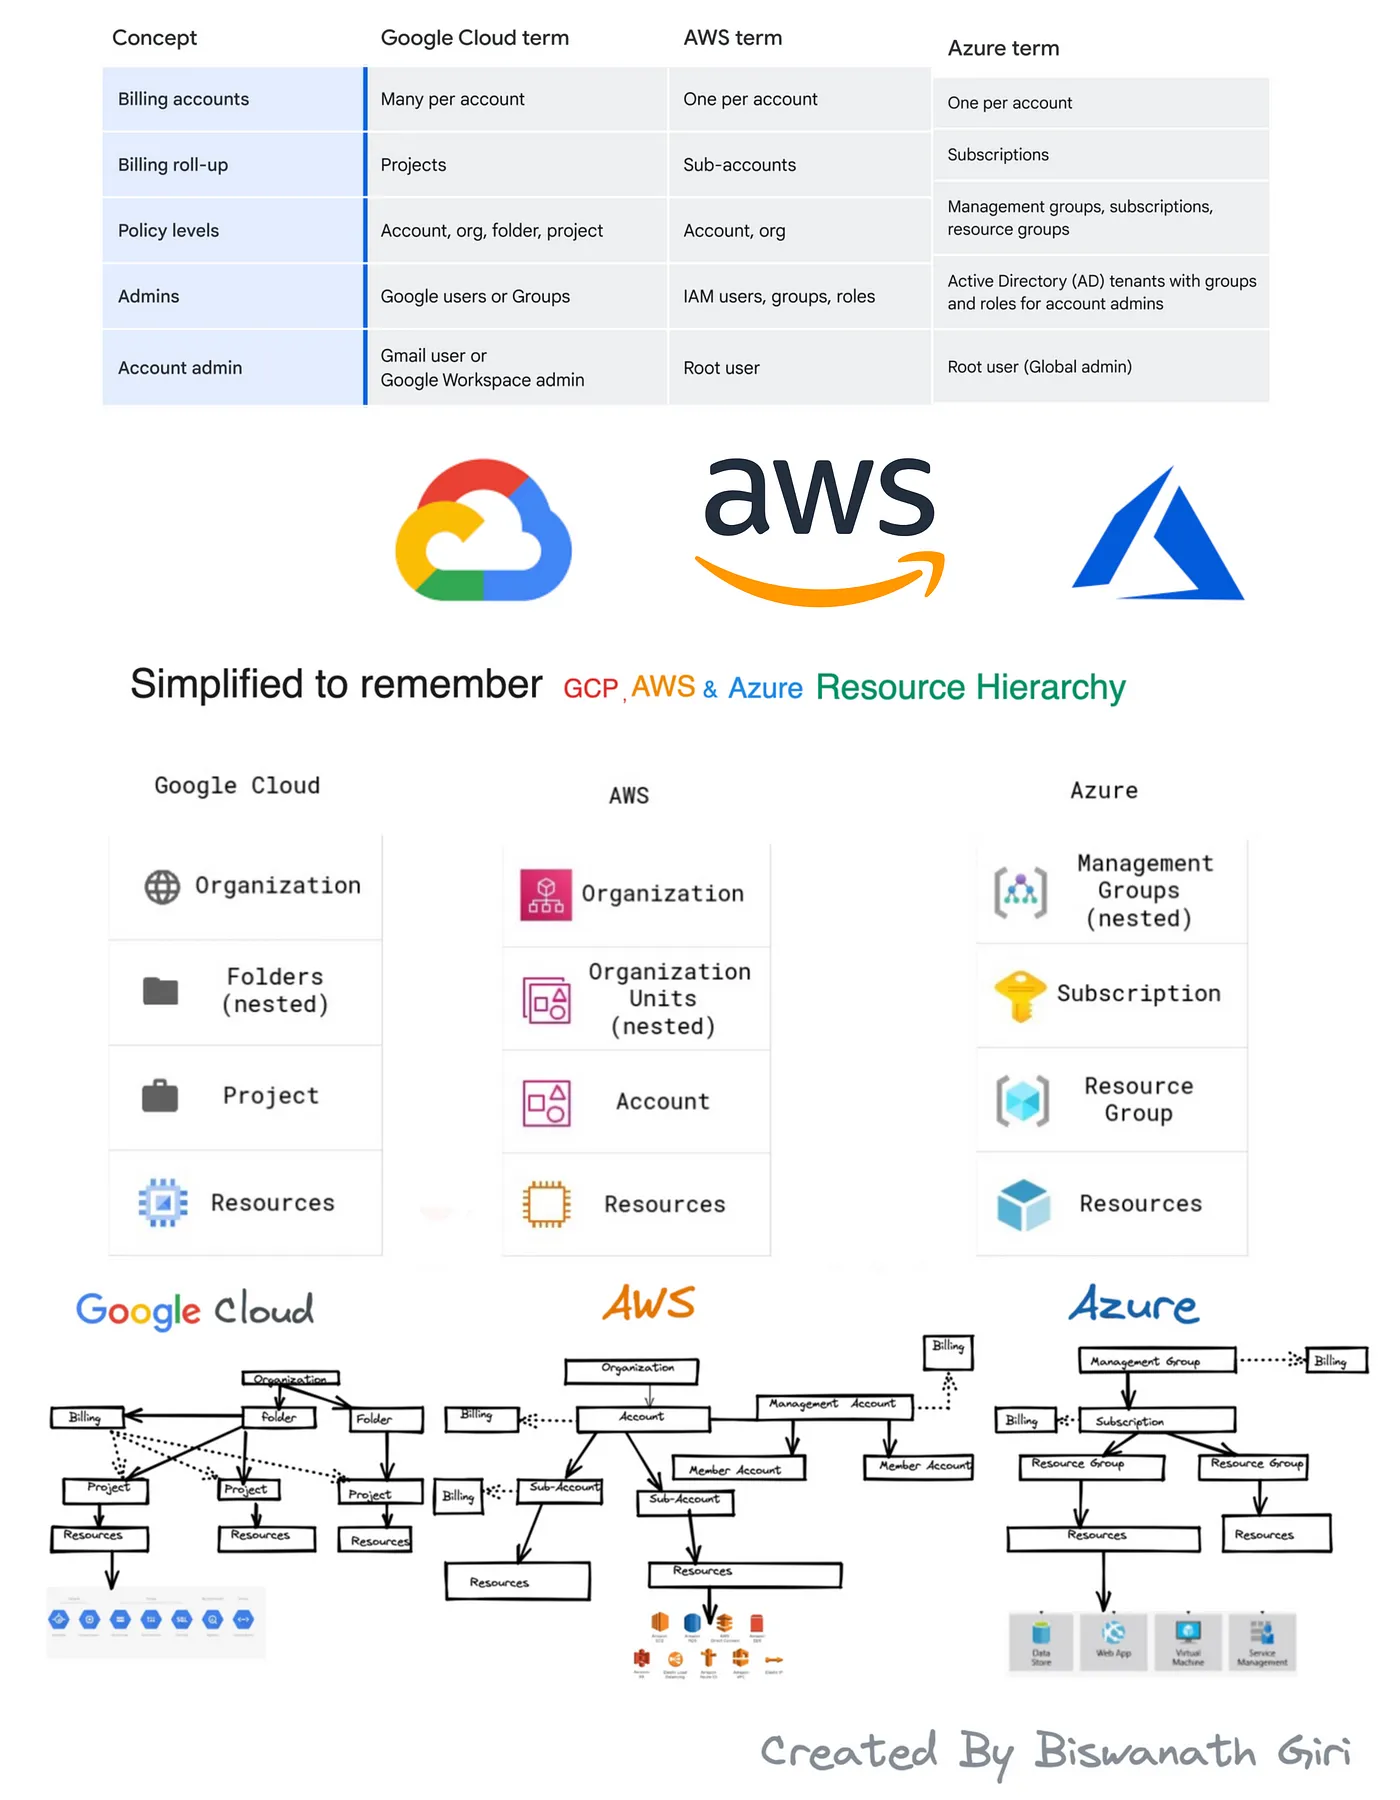 Concept
Google Cloud term
AWS term
Azure term
Billing accounts
Many per account
One per account
One per account
Billing roll-up
Projects
Sub-accounts
Subscriptions
Policy levels
Account, org, folder, project
Account, org
Management groups, subscriptions,
resource groups
Admins
Google users or Groups
IAM users, groups, roles
Active Directory (AD) tenants with groups
and roles for account admins
Account admin
Gmail user or
Google Workspace admin
Root user
Root user (Global admin)
aws
Simplified to remember GCP, AWS & Azure Resource Hierarchy
Google Cloud
Organization
Folders
(nested)
Project
Resources
AWS
Organization
Organization
Units
(nested)
Account
Resources
Azure
Management
Groups
(nested)
Subscription
Resource
Group
Resources
Google Cloud
Organization
Billing
folder
Folder
Project
Project
Project
Resources
Resources
Resources
AWS
Organization
Billing
Billing
Account
Management Account
Member Account
Member Account
Billing
Sub-Account
Sub-Account
Resources
Resources
Azure
Management Group
Billing
Billing
Subscription
Resource Group
Resource Group
Resources
Resources
Data
Store
Web App
Virtual
Machine
Service
Management
Created By Biswanath Giri